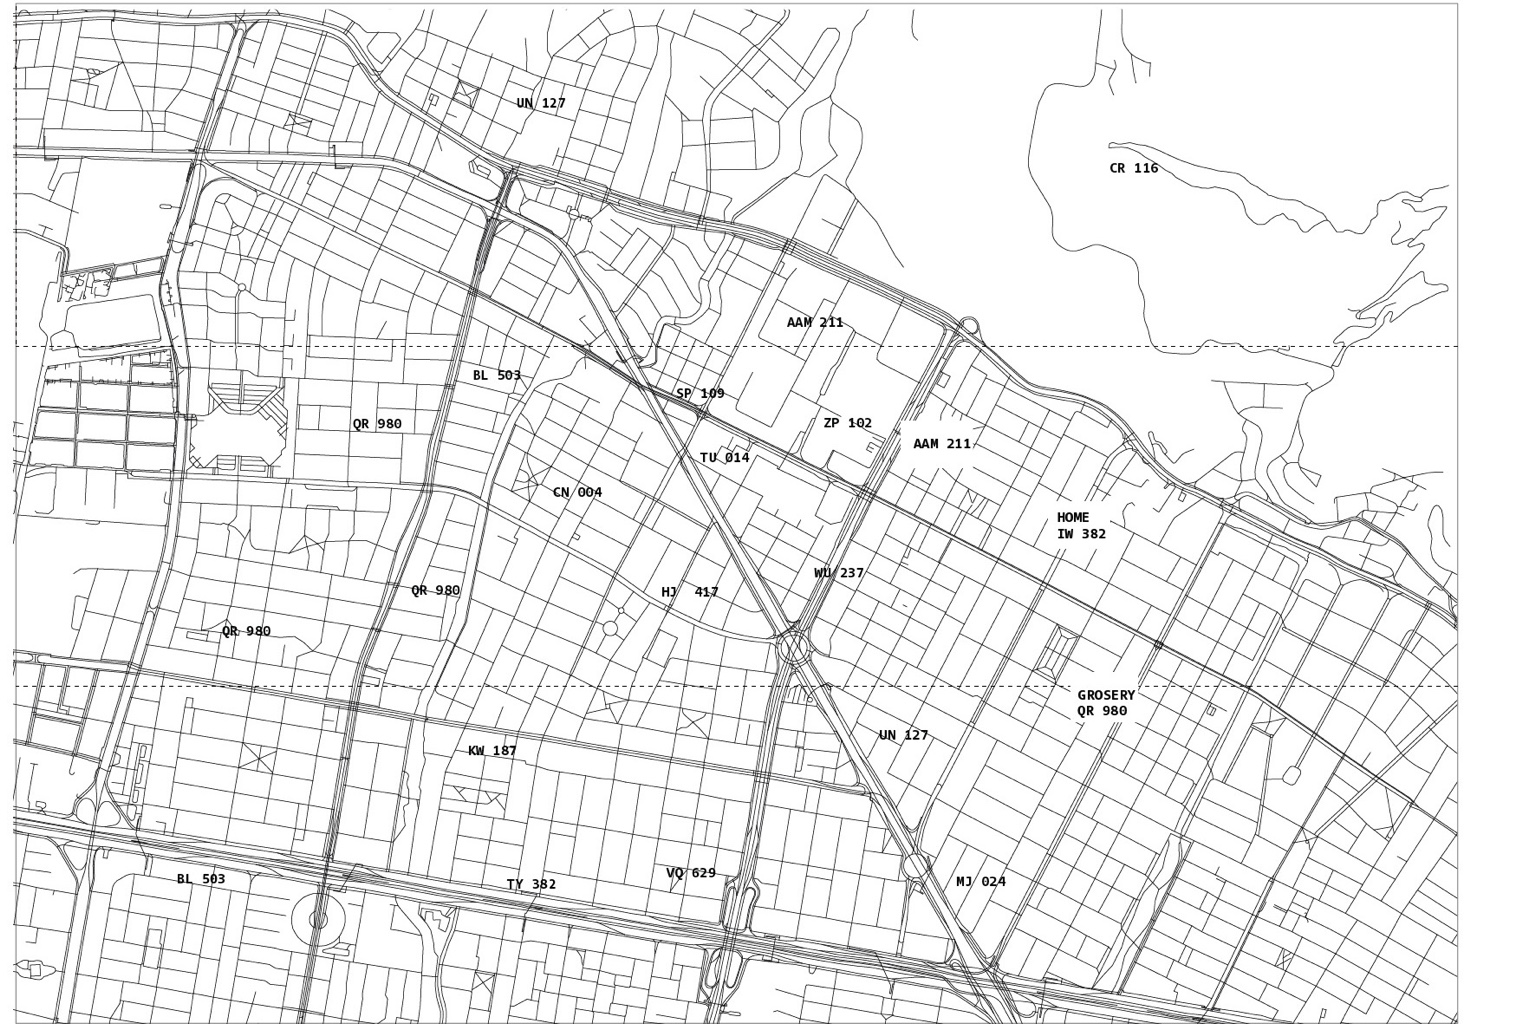 UN 127
CR 116
AAM 211
BL 503
SP 109
QR 980
ZP 102
AAM 211
TU 014
CN 004
HOME
IW 382
WU 237
QR 980
HJ 417
QR 980
GROSERY
QR 980
UN 127
KW 187
VQ 629
BL 503
TY 382
MJ 024